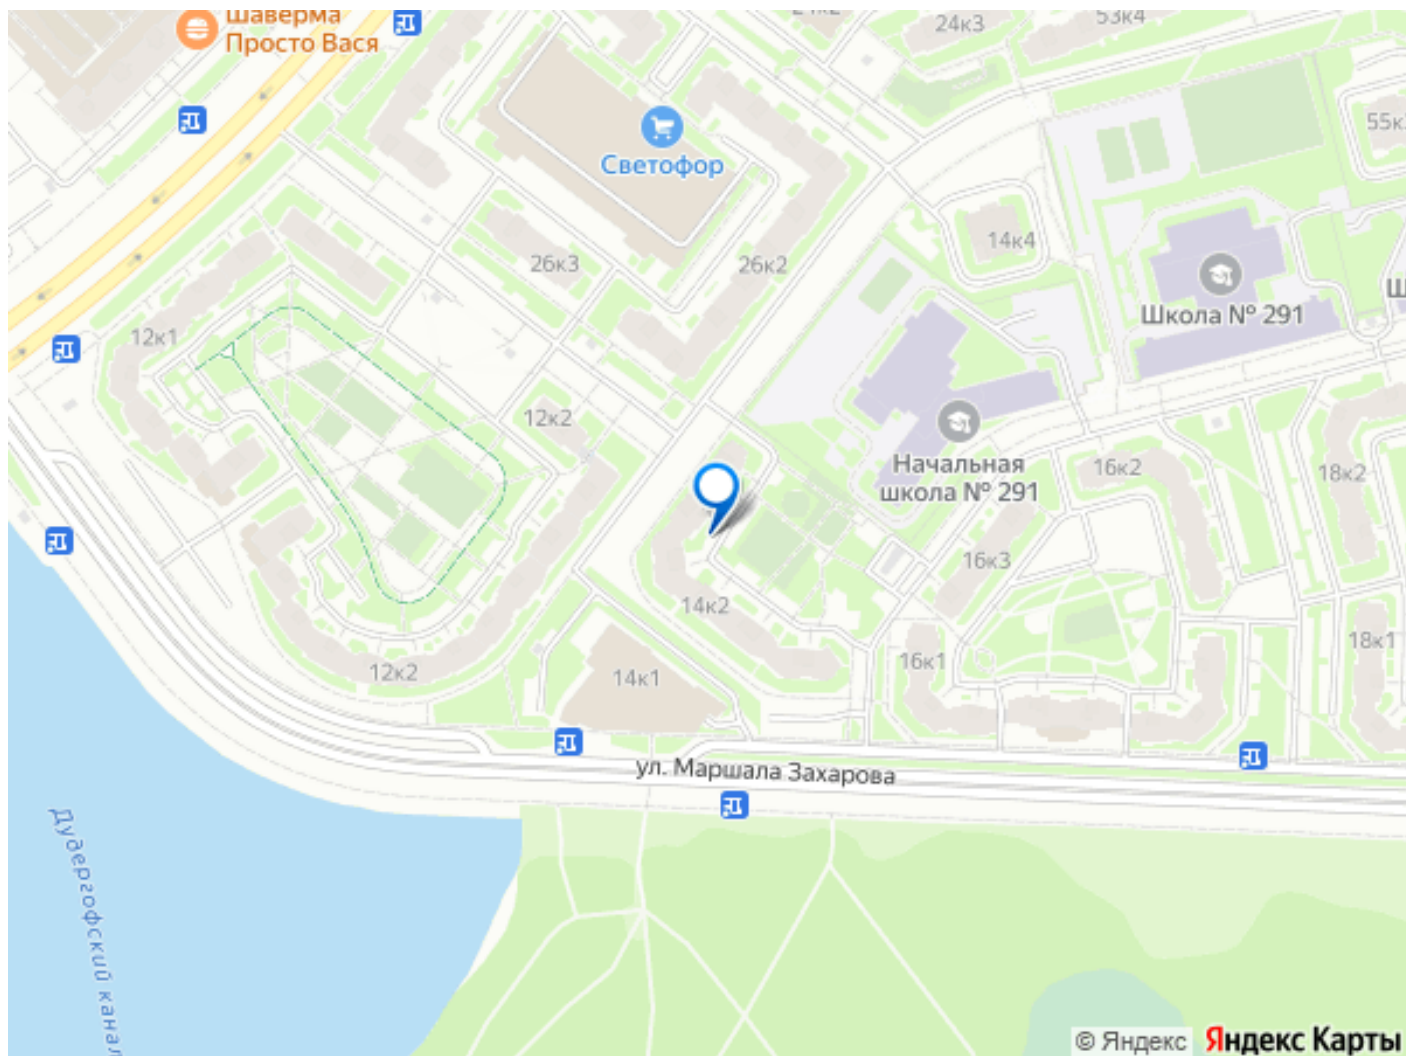 Шаверма
Просто Вася
24к3
53к4
55к
Светофор
14к4
26к3
26к2
Школа № 291
Ш
12к1
12к2
Начальная
школа № 291
16к2
18к2
16к3
14к2
12к2
14к1
16к1
18к1
ул. Маршала Захарова
Дудергофский канал
© Яндекс Яндекс Карты